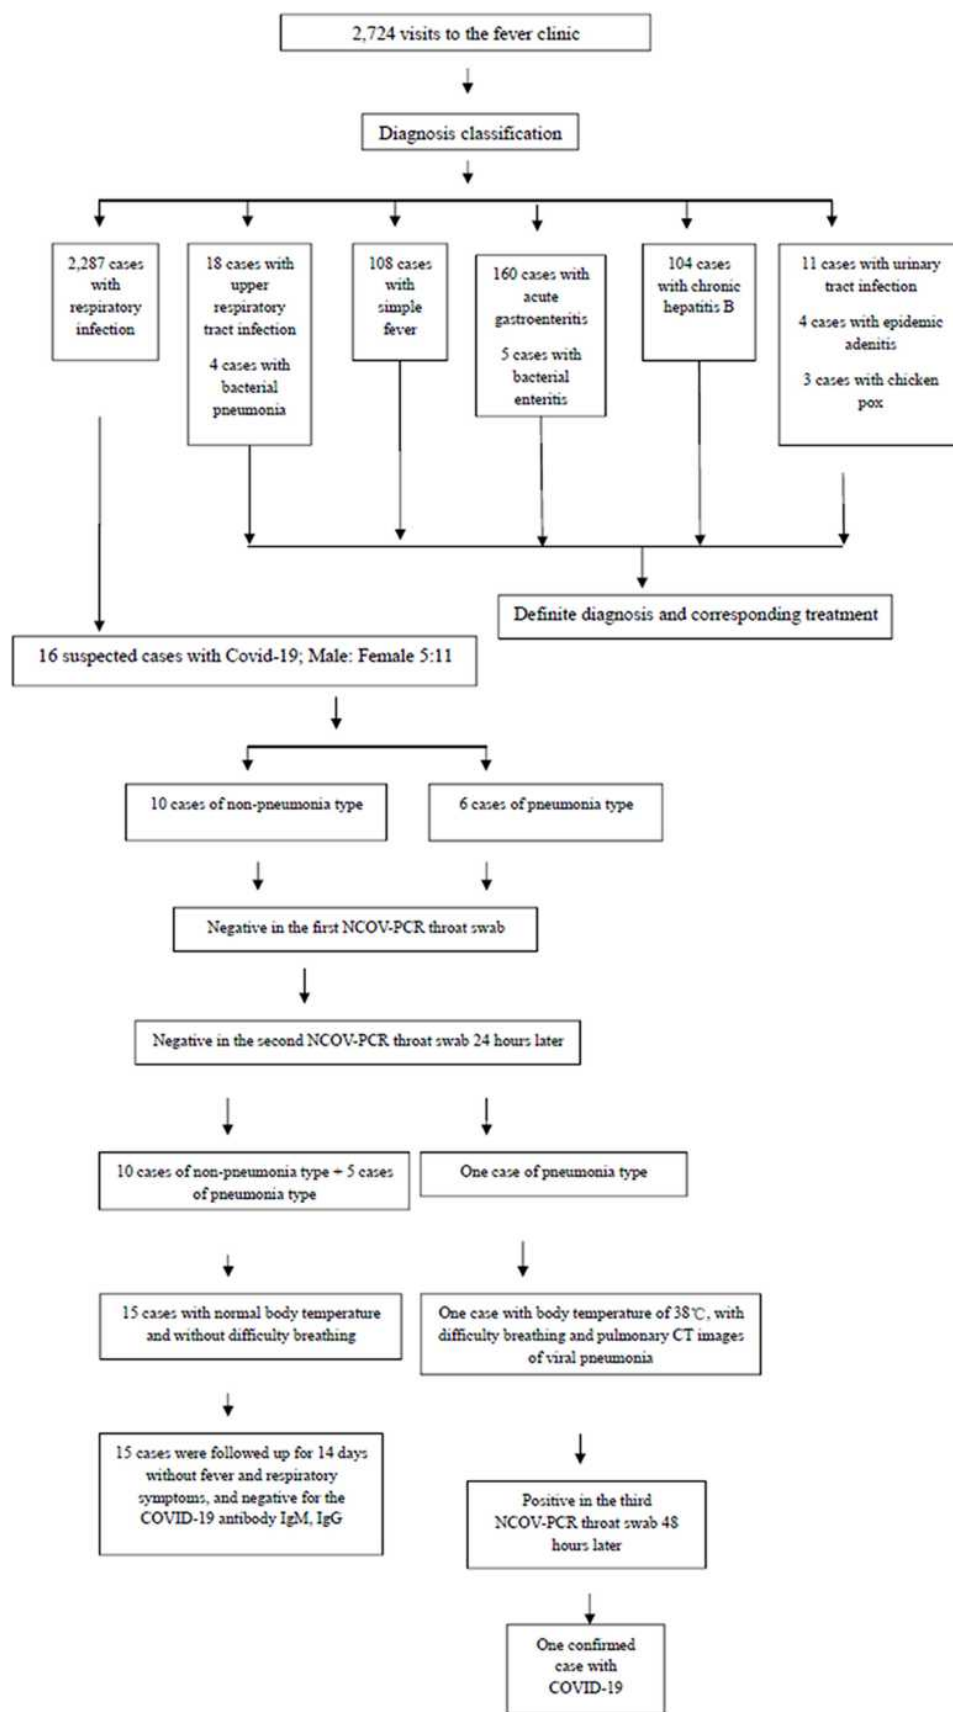 2,724 visits to the fever clinic
Diagnosis classification
2,287 cases
with
respiratory
infection
18 cases with
upper
respiratory
tract infection
4 cases with
bacterial
pneumonia
108 cases
with
simple
fever
160 cases with
acute
gastroenteritis
5 cases with
bacterial
enteritis
104 cases
with chronic
hepatitis B
11 cases with urinary
tract infection
4 cases with epidemic
adenitis
3 cases with chicken
pox
Definite diagnosis and corresponding treatment
16 suspected cases with Covid-19; Male: Female 5:11
10 cases of non-pneumonia type
6 cases of pneumonia type
Negative in the first NCOV-PCR throat swab
Negative in the second NCOV-PCR throat swab 24 hours later
10 cases of non-pneumonia type + 5 cases
of pneumonia type
One case of pneumonia type
15 cases with normal body temperature
and without difficulty breathing
One case with body temperature of 38℃, with
difficulty breathing and pulmonary CT images
of viral pneumonia
15 cases were followed up for 14 days
without fever and respiratory
symptoms, and negative for the
COVID-19 antibody IgM, IgG
Positive in the third
NCOV-PCR throat swab 48
hours later
One confirmed
case with
COVID-19